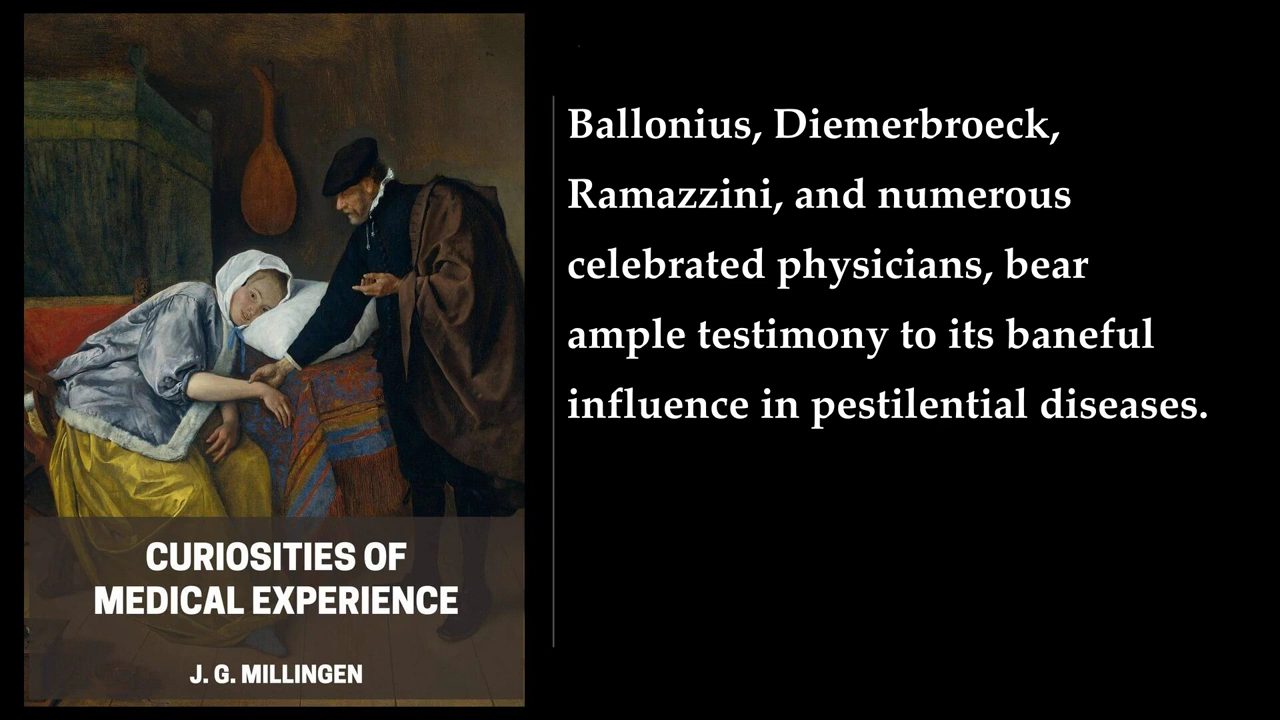 CURIOSITIES OF
MEDICAL EXPERIENCE
J. G. MILLINGEN
Ballonius, Diemerbroeck,
Ramazzini, and numerous
celebrated physicians, bear
ample testimony to its baneful
influence in pestilential diseases.